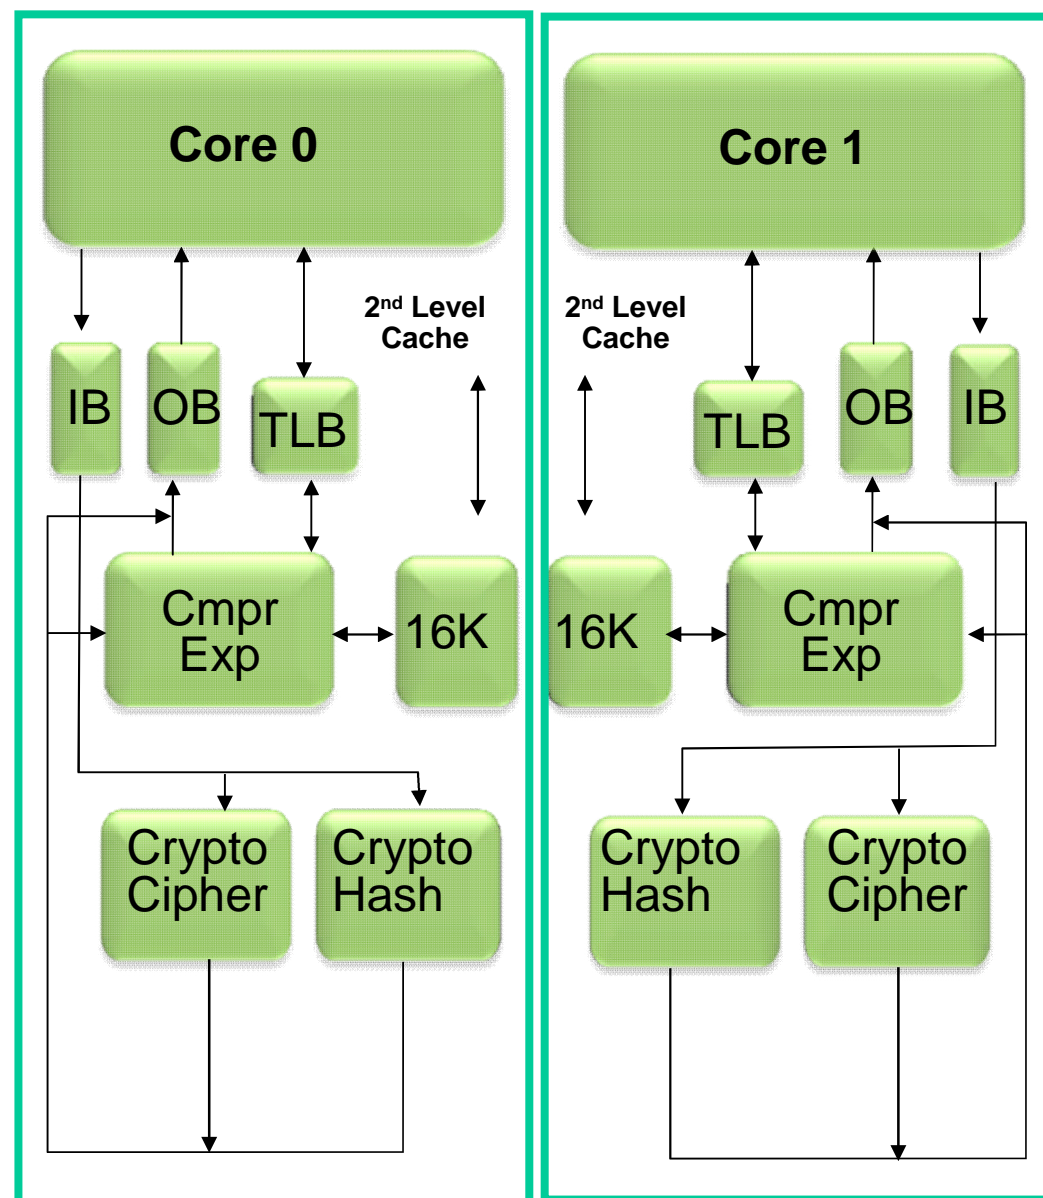 Core 0
2nd Level
Cache
IB
OB
TLB
Cmpr
Exp
16K
Crypto
Cipher
Crypto
Hash
Core 1
2nd Level
Cache
TLB
OB
IB
16K
Cmpr
Exp
Crypto
Hash
Crypto
Cipher